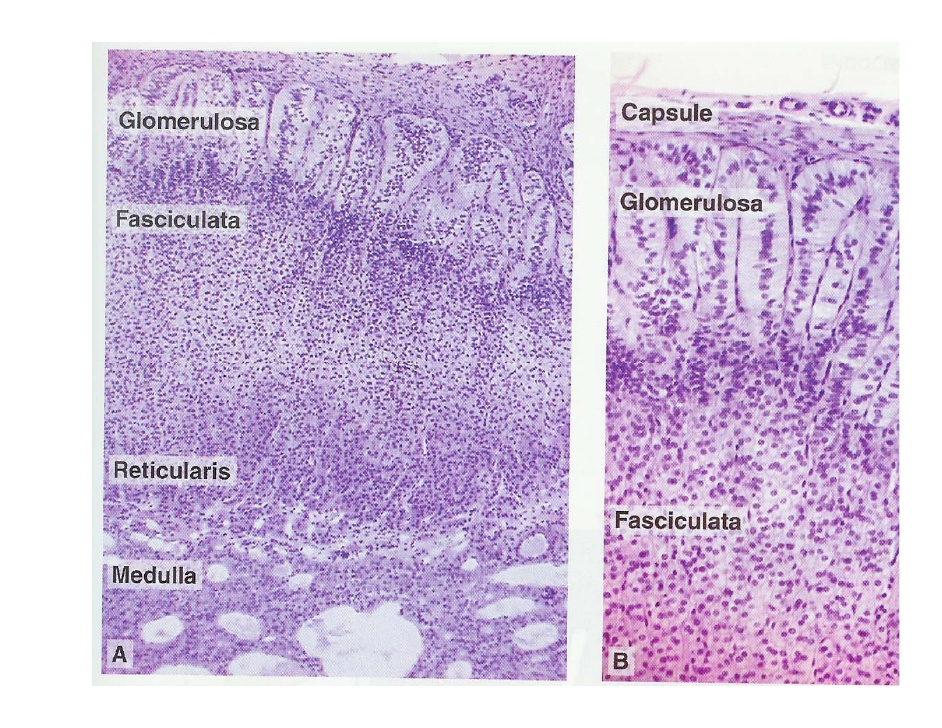 Glomerulosa
Fasciculata
Reticularis
Medulla
A
Capsule
Glomerulosa
Fasciculata
B